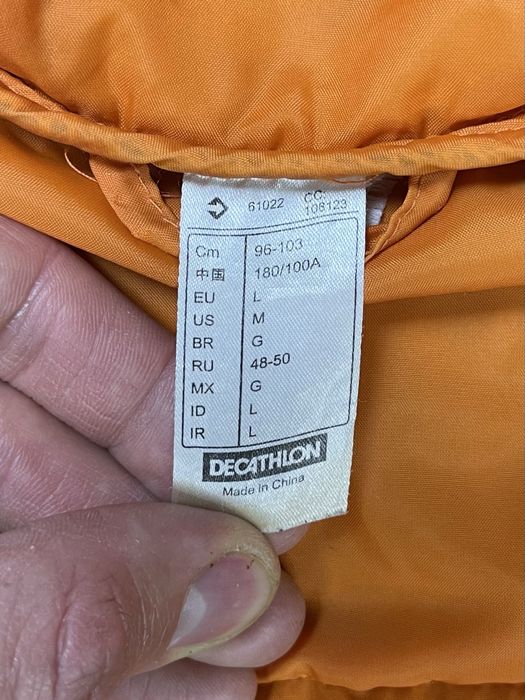 61022 CC:
108123
Cm 96-103
中国 180/100A
EU L
US M
BR G
RU 48-50
MX G
ID L
IR L
DECATHLON
Made in China